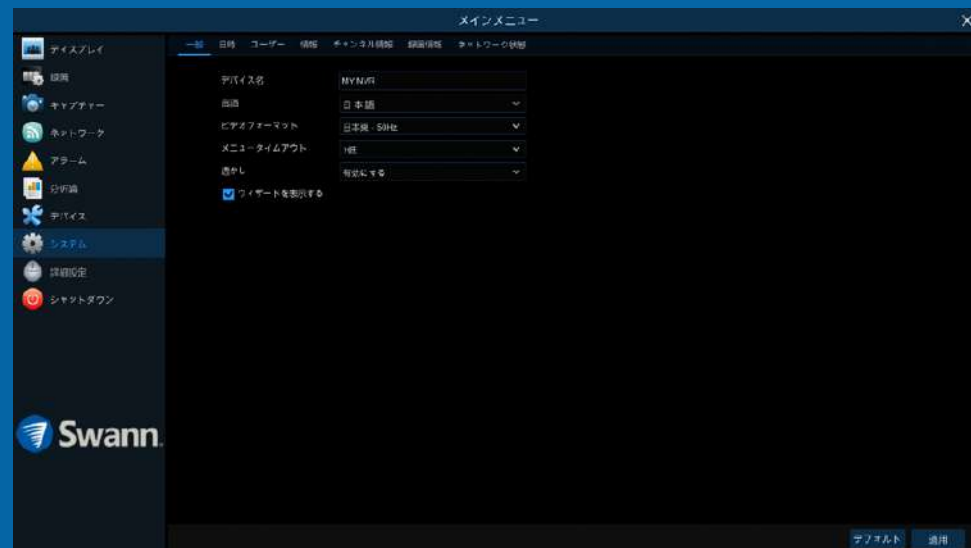 メインメニュー
ディスプレイ
録画
キャプチャー
ネットワーク
アラーム
分析論
デバイス
システム
詳細設定
シャットダウン
Swann.
一般 日時 ユーザー 情報 チャンネル情報 録画情報 ネットワーク状態
デバイス名 MYNVR
言語 日本語
ビデオフォーマット 日本規 - 50Hz
メニュータイムアウト
透かし 有効にする
ウィザードを表示する
デフォルト 適用